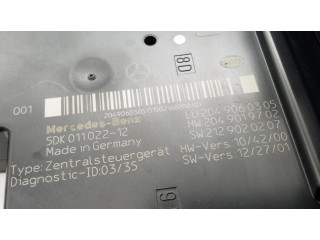 8D
001
Mercedes-Benz
5DK 011022-12
Made in Germany
Type: Zentralsteuergerät
Diagnostic-ID:03/35
LU 204 906 03 05
HW 204 901 97 02
SW 212 902 02 07
HW-Vers 10/42/00
SW-Vers 12/27/01